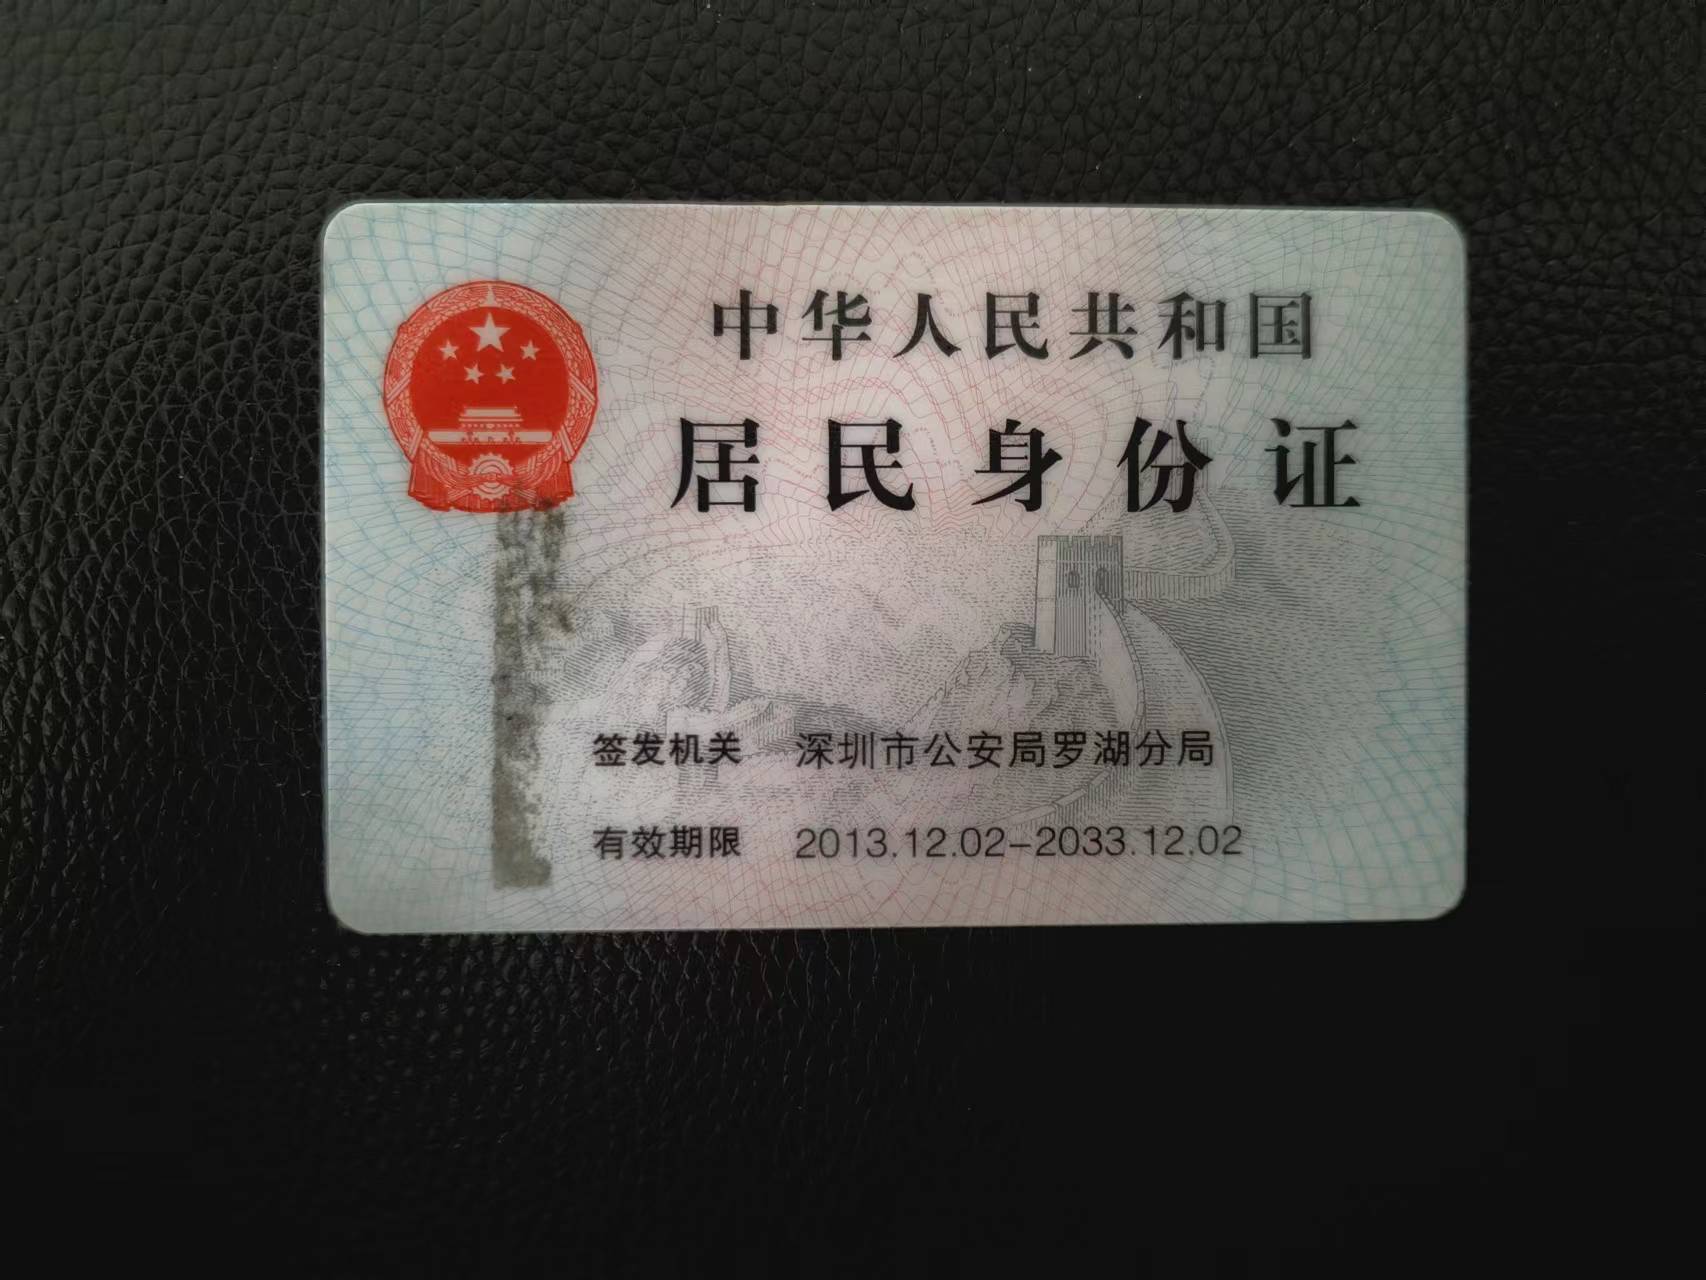 中华人民共和国
居民身份证
签发机关 深圳市公安局罗湖分局
有效期限 2013.12.02-2033.12.02